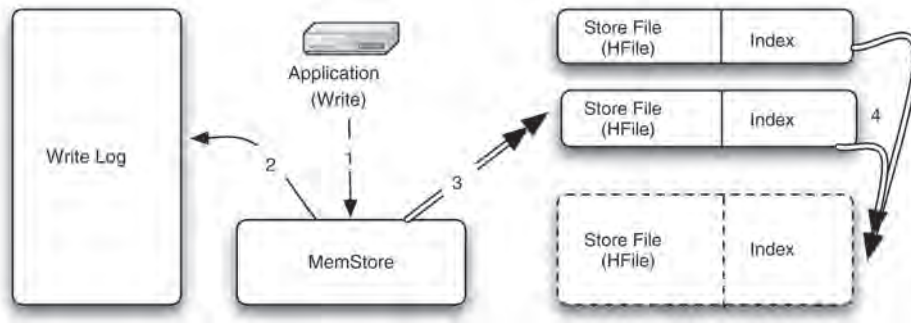 Write Log
Application
(Write)
1
2
3
MemStore
Store File
(HFile)
Index
Store File
(HFile)
Index
4
Store File
(HFile)
Index